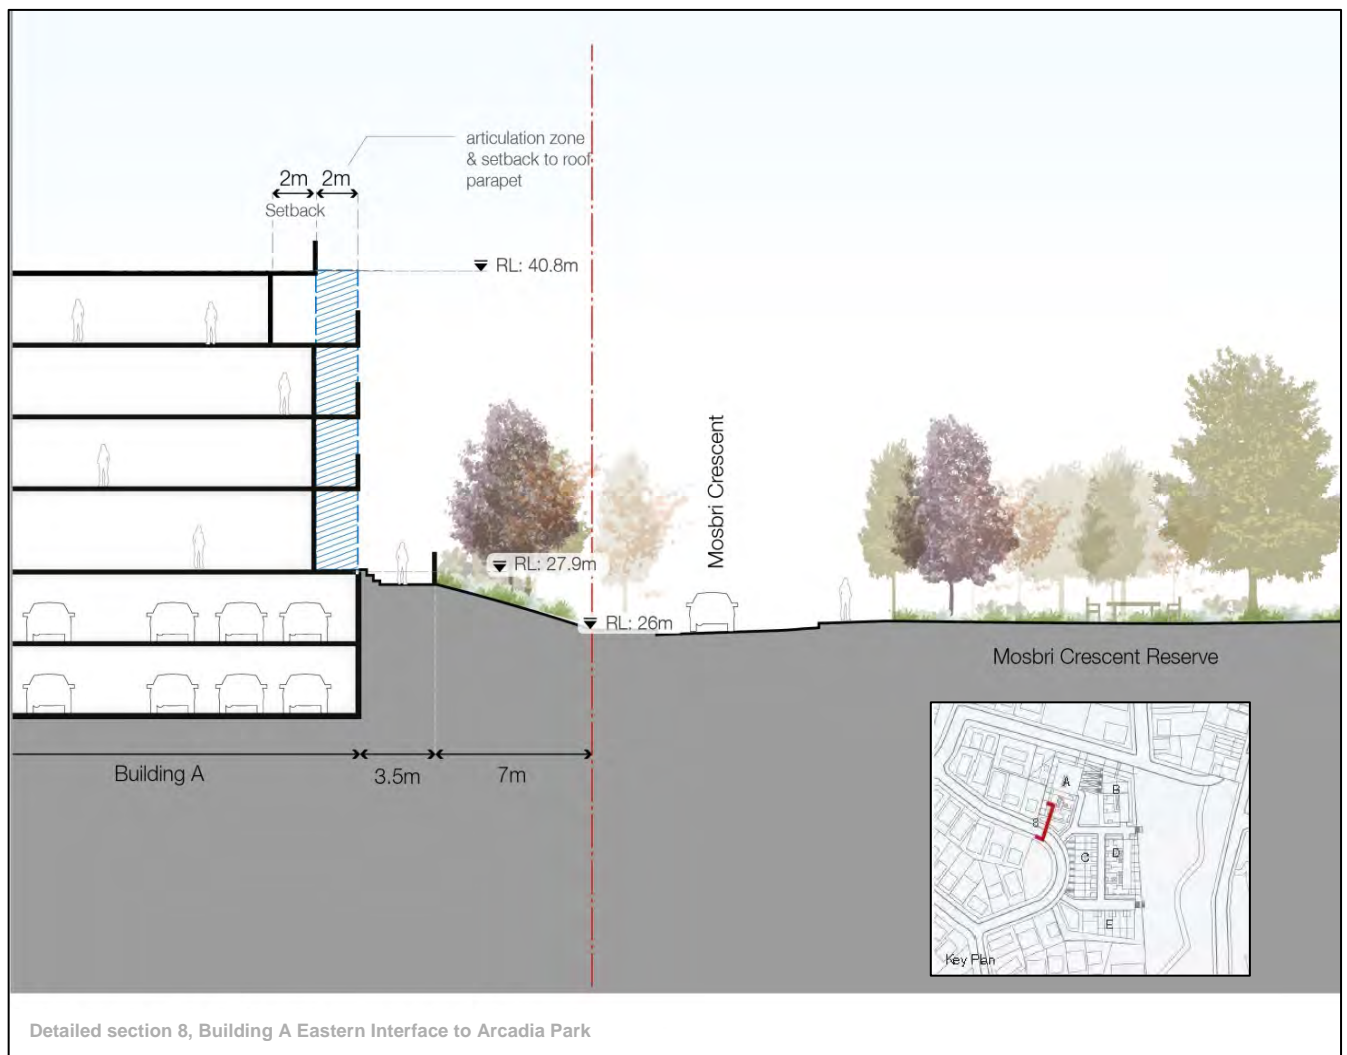 articulation zone
& setback to roof
parapet
2m 2m
Setback
RL: 40.8m
Mosbri Crescent
RL: 27.9m
RL: 26m
Mosbri Crescent Reserve
Building A
3.5m
7m
A
B
8
C
D
E
Key Plan
Detailed section 8, Building A Eastern Interface to Arcadia Park